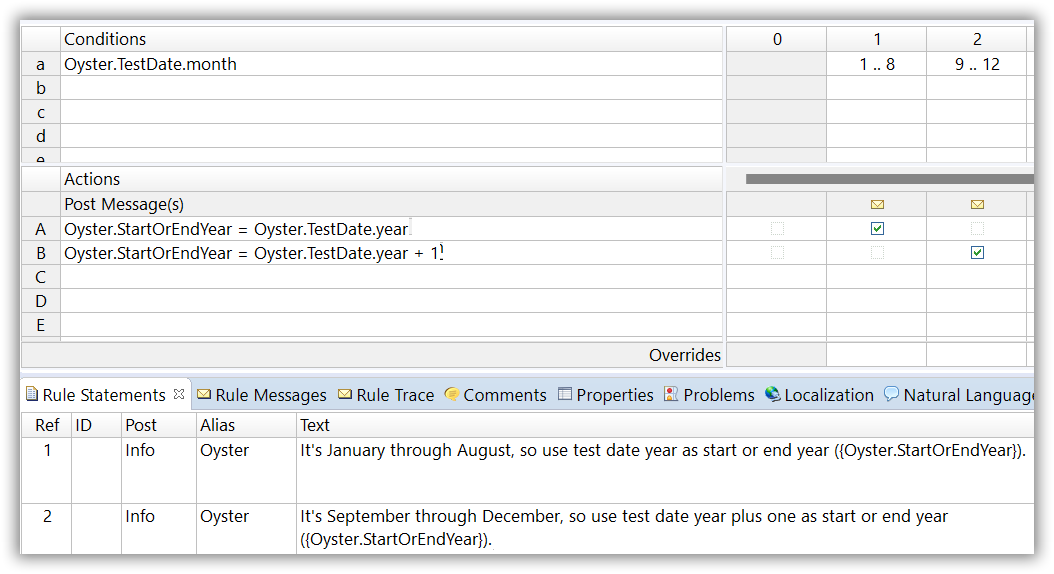 Conditions 0 1 2
a Oyster.TestDate.month 1 .. 8 9 .. 12
b
c
d
e
Actions
Post Message(s)
A Oyster.StartOrEndYear = Oyster.TestDate.year
B Oyster.StartOrEndYear = Oyster.TestDate.year + 1
C
D
E
Overrides
Rule Statements Rule Messages Rule Trace Comments Properties Problems Localization Natural Language
Ref ID Post Alias Text
1 Info Oyster It's January through August, so use test date year as start or end year ({Oyster.StartOrEndYear}).
2 Info Oyster It's September through December, so use test date year plus one as start or end year
({Oyster.StartOrEndYear}).